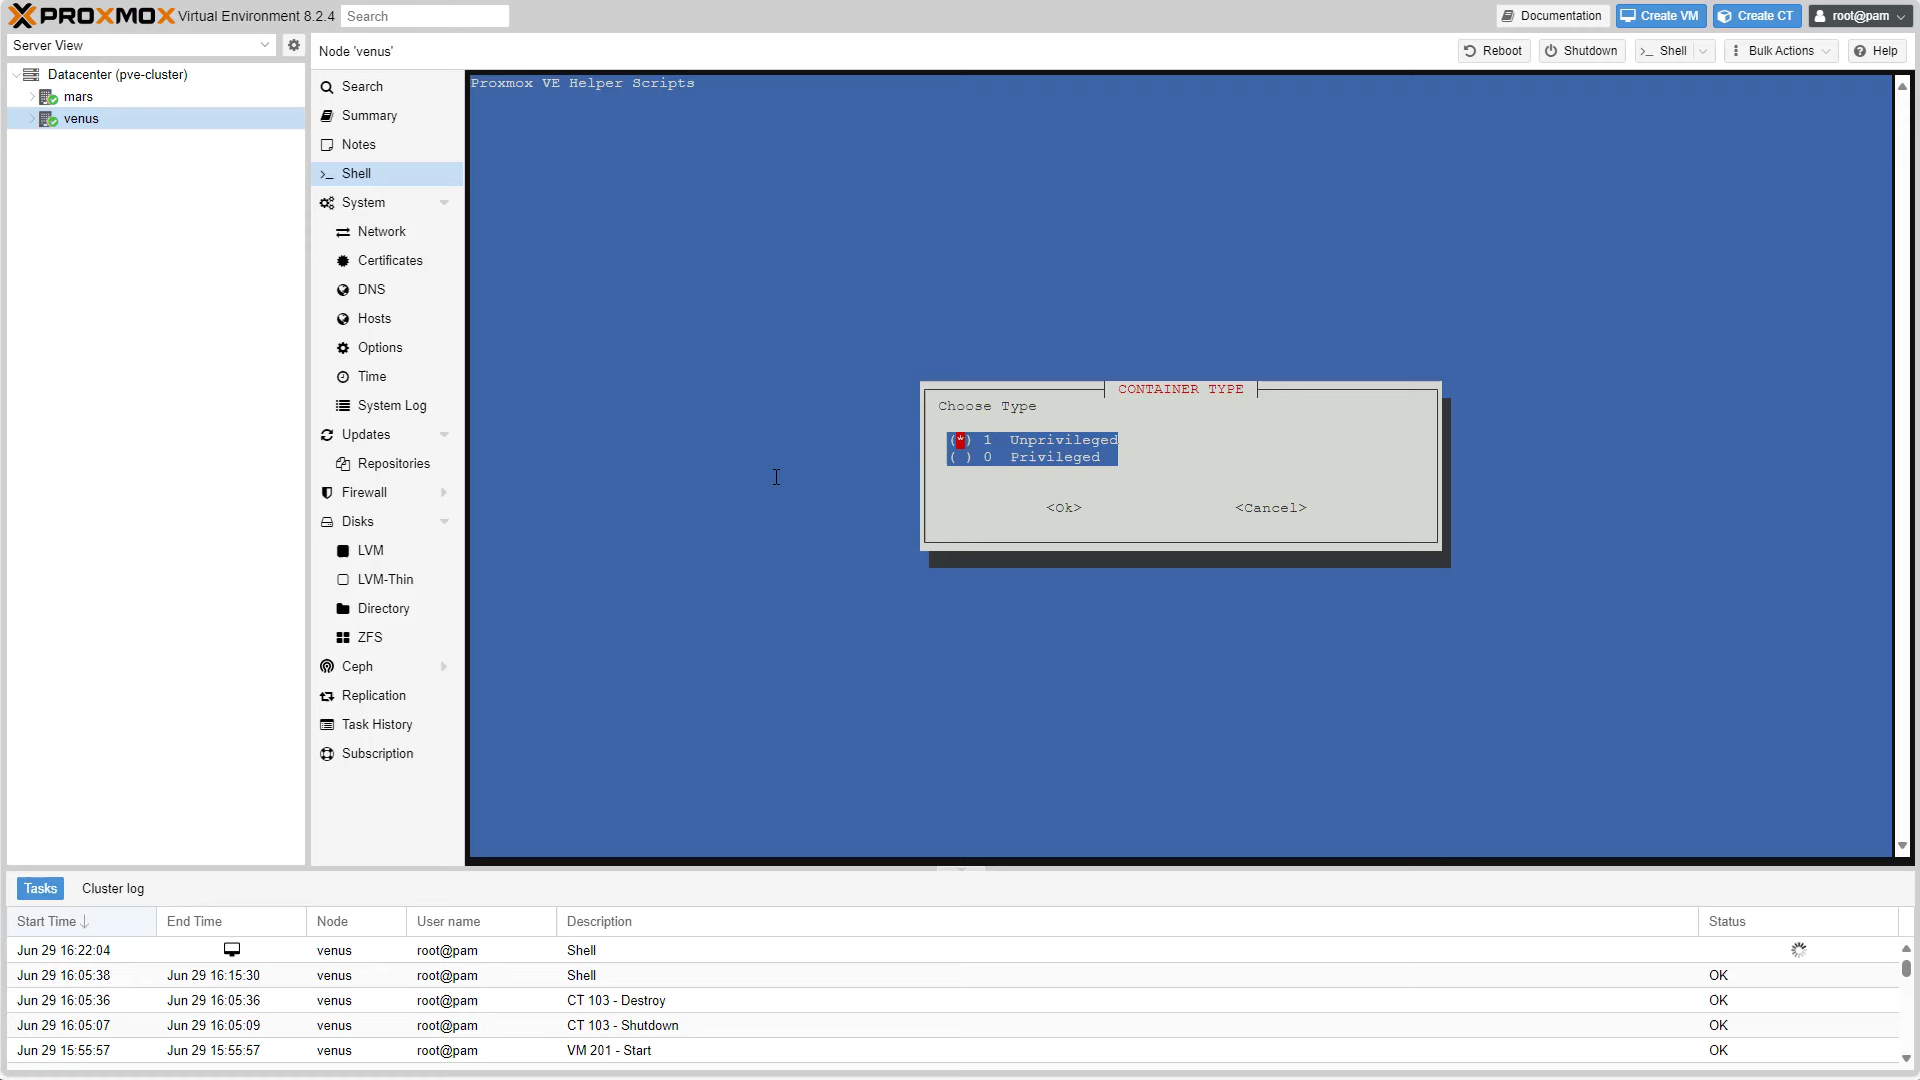 PROXMOX Virtual Environment 8.2.4 Search Documentation Create VM Create CT root@pam
Server View
Node 'venus'
Reboot Shutdown >_ Shell Bulk Actions Help
Datacenter (pve-cluster)
mars
venus
Search
Summary
Notes
>_ Shell
System
Network
Certificates
DNS
Hosts
Options
Time
System Log
Updates
Repositories
Firewall
Disks
LVM
LVM-Thin
Directory
ZFS
Ceph
Replication
Task History
Subscription
Proxmox VE Helper Scripts
CONTAINER TYPE
Choose Type
(*) 1 Unprivileged
( ) 0 Privileged
<Ok> <Cancel>
Tasks Cluster log
Start Time End Time Node User name Description Status
Jun 29 16:22:04 venus root@pam Shell
Jun 29 16:05:38 Jun 29 16:15:30 venus root@pam Shell OK
Jun 29 16:05:36 Jun 29 16:05:36 venus root@pam CT 103 - Destroy OK
Jun 29 16:05:07 Jun 29 16:05:09 venus root@pam CT 103 - Shutdown OK
Jun 29 15:55:57 Jun 29 15:55:57 venus root@pam VM 201 - Start OK